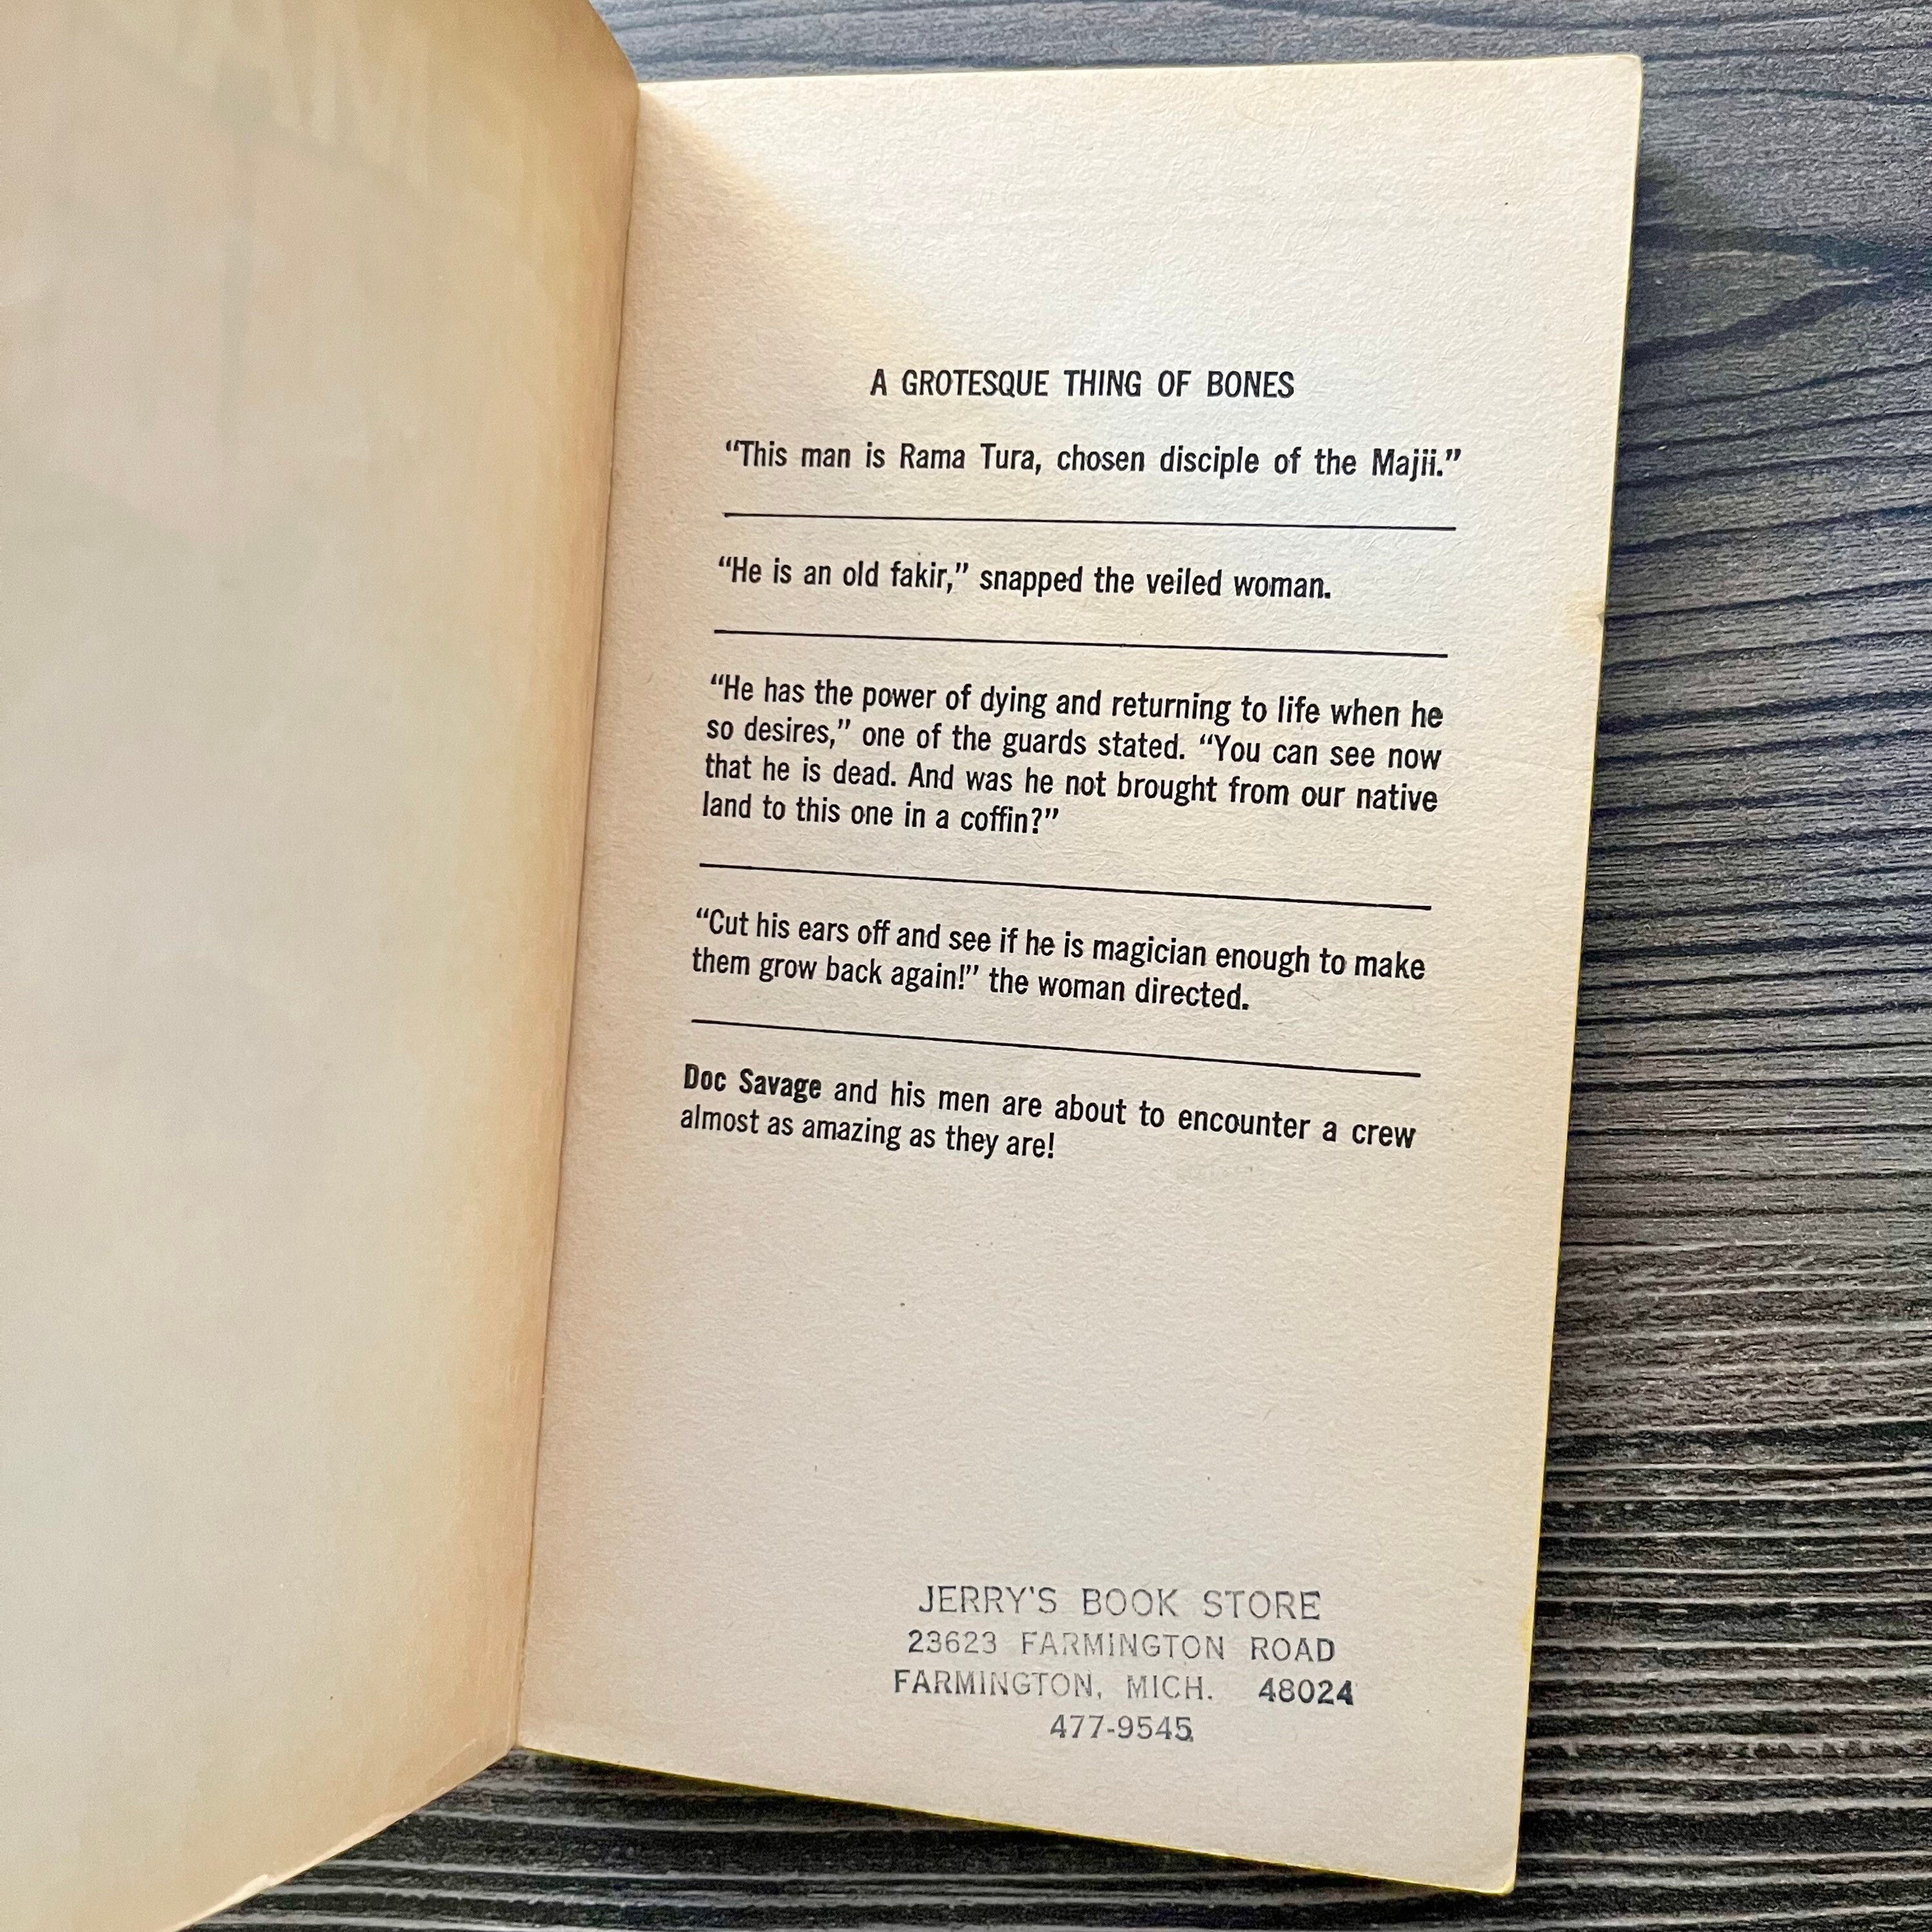 A GROTESQUE THING OF BONES
“This man is Rama Tura, chosen disciple of the Majii.”
“He is an old fakir,” snapped the veiled woman.
“He has the power of dying and returning to life when he
so desires,” one of the guards stated. “You can see now
that he is dead. And was he not brought from our native
land to this one in a coffin?”
“Cut his ears off and see if he is magician enough to make
them grow back again!” the woman directed.
Doc Savage and his men are about to encounter a crew
almost as amazing as they are!
JERRY'S BOOK STORE
23623 FARMINGTON ROAD
FARMINGTON, MICH. 48024
477-9545